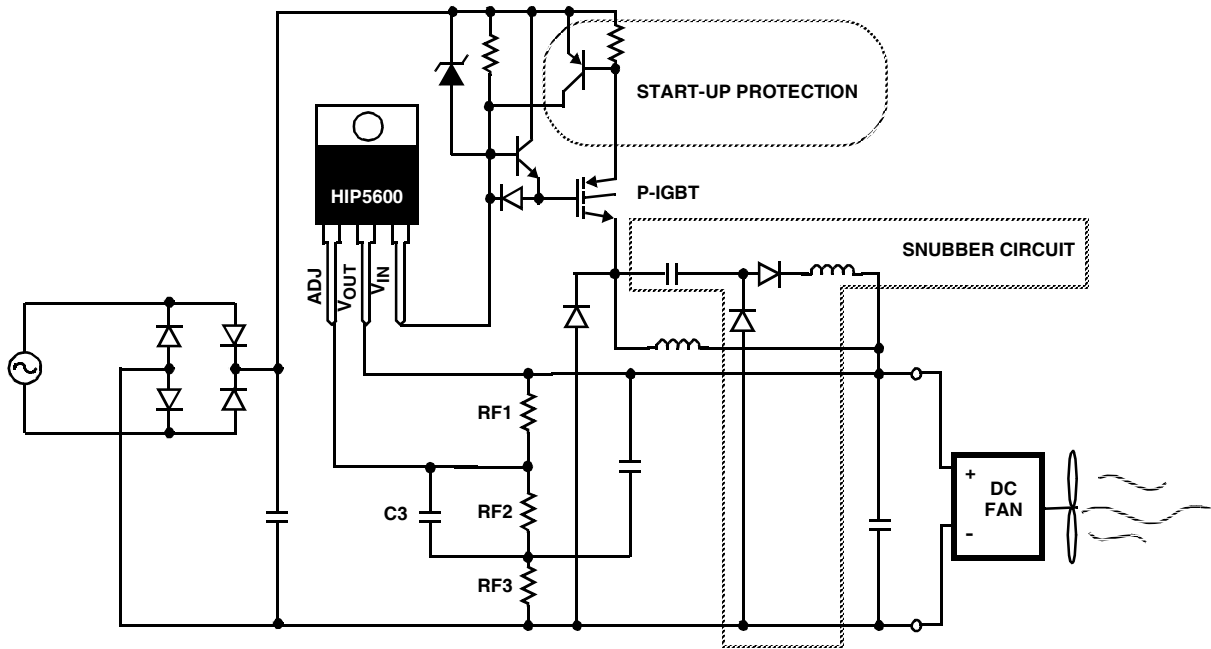 START-UP PROTECTION
HIP5600
P-IGBT
SNUBBER CIRCUIT
ADJ
VOUT
VIN
RF1
+
DC
FAN
-
C3
RF2
RF3